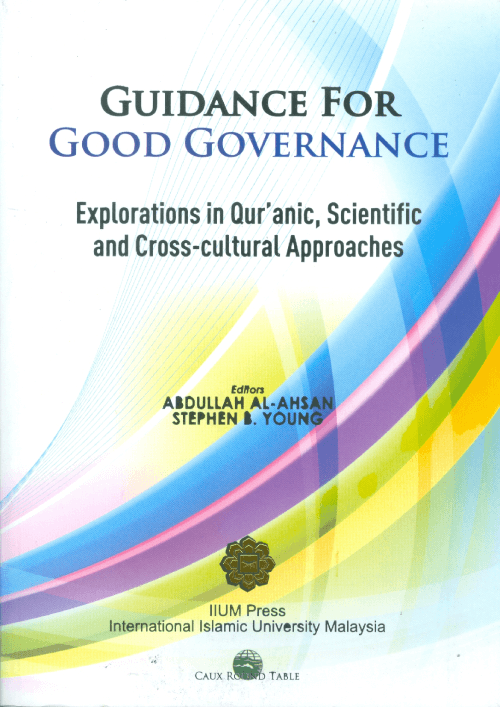 GUIDANCE FOR
GOOD GOVERNANCE
Explorations in Qur'anic, Scientific
and Cross-cultural Approaches
Editors
ABDULLAH AL-AHSAN
STEPHEN B. YOUNG
IIUM Press
International Islamic University Malaysia
CAUX ROUND TABLE